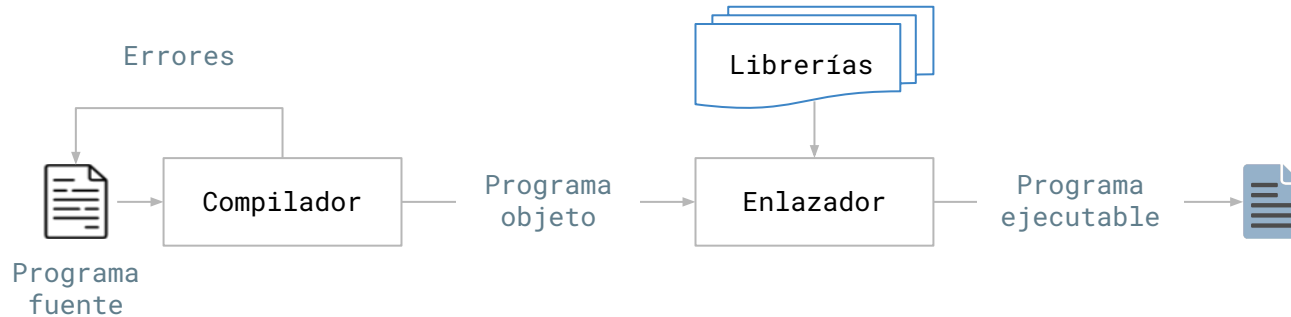 Errores
Librerías
Compilador
Programa
objeto
Enlazador
Programa
ejecutable
Programa
fuente